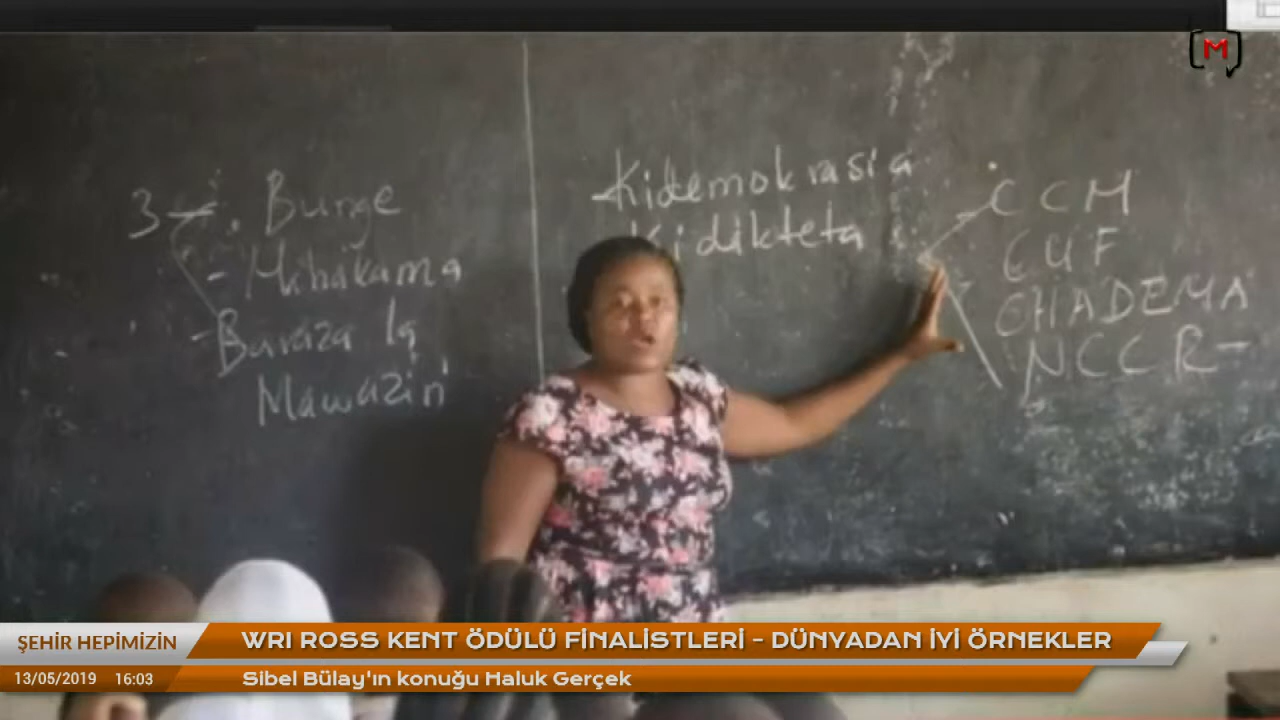 M
3 - Bunge
- Mahakama
- Baraza la
Mawaziri
Kidemokrasia
Kidikteta
CCM
CUF
CHADEMA
NCCR-
ŞEHİR HEPİMİZİN
WRI ROSS KENT ÖDÜLÜ FİNALİSTLERİ - DÜNYADAN İYİ ÖRNEKLER
13/05/2019 16:03
Sibel Bülay'ın konuğu Haluk Gerçek